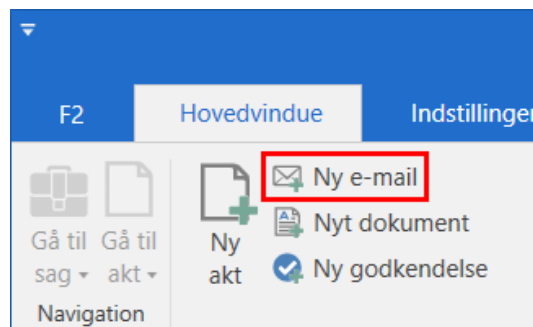 F2 Hovedvindue Indstillinger
Gå til sag
Gå til akt
Ny akt
Ny e-mail
Nyt dokument
Ny godkendelse
Navigation